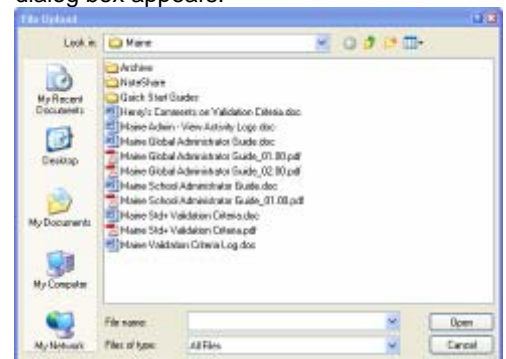 dialog box appears.
File Upload
Look in:
Maine
My Recent
Documents
Desktop
My Documents
My Computer
My Network
Archive
NoteShare
Quick Start Guides
Henry's Comments on Validation Criteria.doc
Maine Admin - View Activity Logs.doc
Maine Global Administrator Guide.doc
Maine Global Administrator Guide_01.00.pdf
Maine Global Administrator Guide_02.00.pdf
Maine School Administrator Guide.doc
Maine School Administrator Guide_01.00.pdf
Maine Std+ Validation Criteria.doc
Maine Std+ Validation Criteria.pdf
Maine Validation Criteria Log.doc
File name:
Open
Files of type:
All Files
Cancel